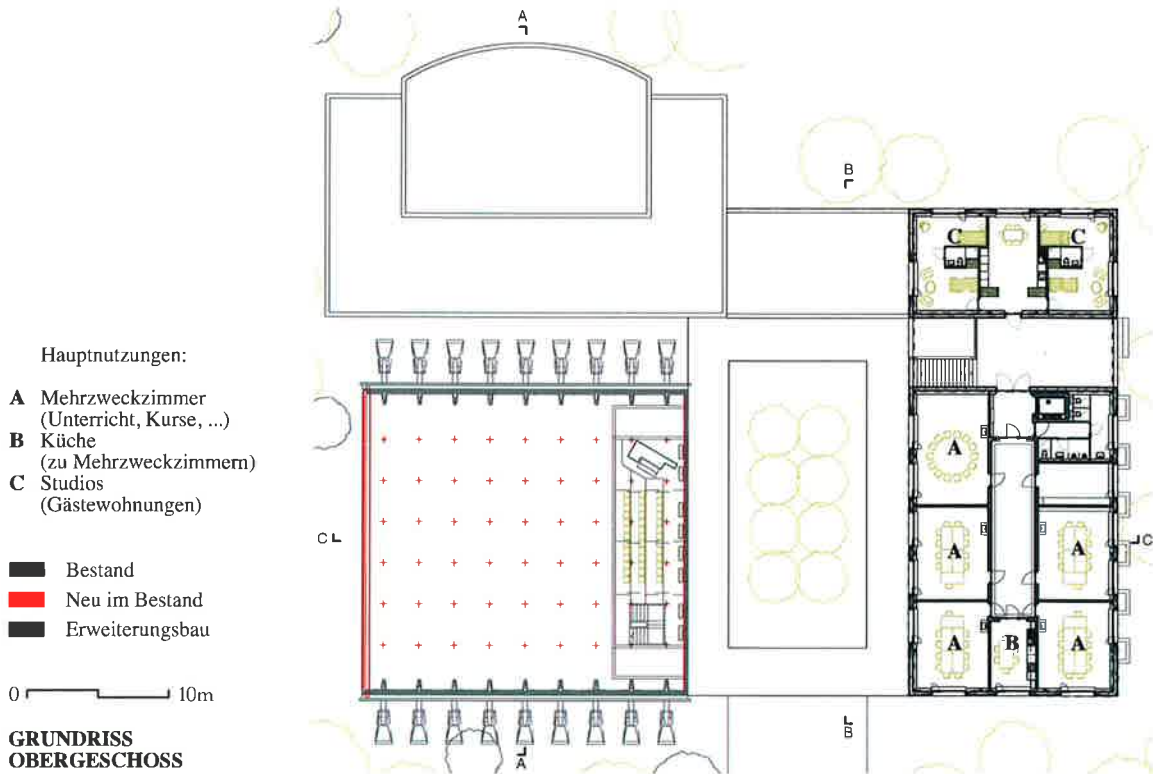 A
B
C
C
Hauptnutzungen:
A Mehrzweckzimmer
(Unterricht, Kurse, ...)
B Küche
(zu Mehrzweckzimmern)
C Studios
(Gästewohnungen)
A
C
C
A
A
A
B
A
Bestand
Neu im Bestand
Erweiterungsbau
0 10m
B
A
GRUNDRISS
OBERGESCHOSS